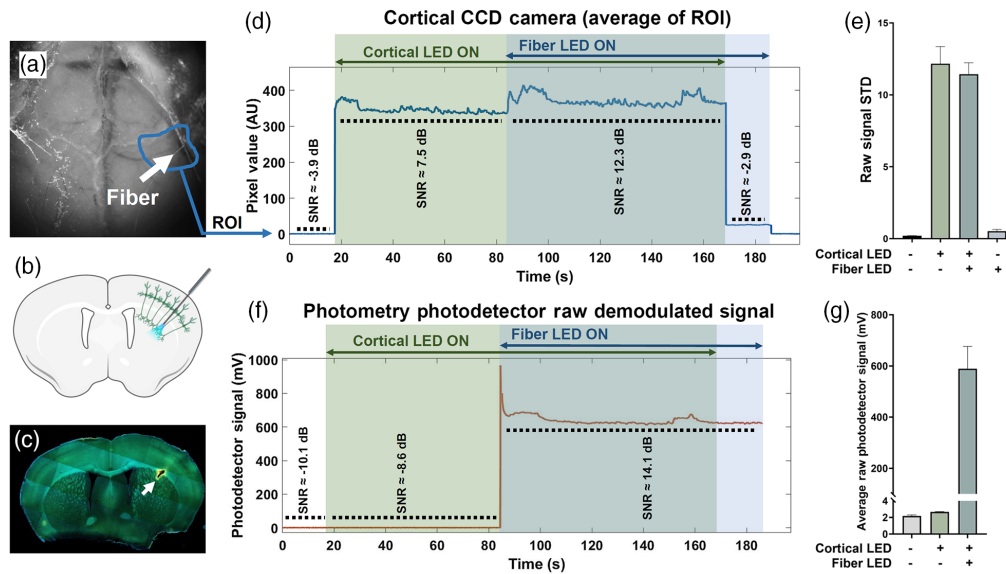 (a)
Fiber
ROI
(b)
(c)
(d)
Cortical CCD camera (average of ROI)
Cortical LED ON
Fiber LED ON
Pixel value (AU)
400
300
200
100
0
SNR ≈ -3.9 dB
SNR ≈ 7.5 dB
SNR ≈ 12.3 dB
SNR ≈ -2.9 dB
0 20 40 60 80 100 120 140 160 180
Time (s)
(e)
Raw signal STD
15
10
5
0
Cortical LED - + + -
Fiber LED - - + +
(f)
Photometry photodetector raw demodulated signal
Cortical LED ON
Fiber LED ON
Photodetector signal (mV)
1000
800
600
400
200
0
SNR ≈ -10.1 dB
SNR ≈ -8.6 dB
SNR ≈ 14.1 dB
0 20 40 60 80 100 120 140 160 180
Time (s)
(g)
Average raw photodetector signal (mV)
800
600
400
200
4
2
0
Cortical LED - + +
Fiber LED - - +